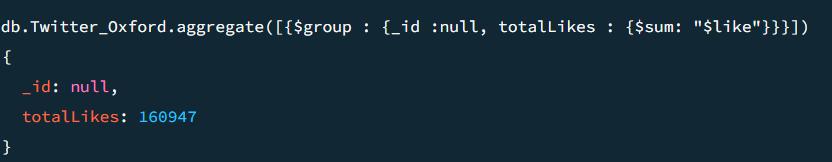 db.Twitter_Oxford.aggregate([{$group : {_id :null, totalLikes : {$sum: "$like"}}}])
{
  _id: null,
  totalLikes: 160947
}